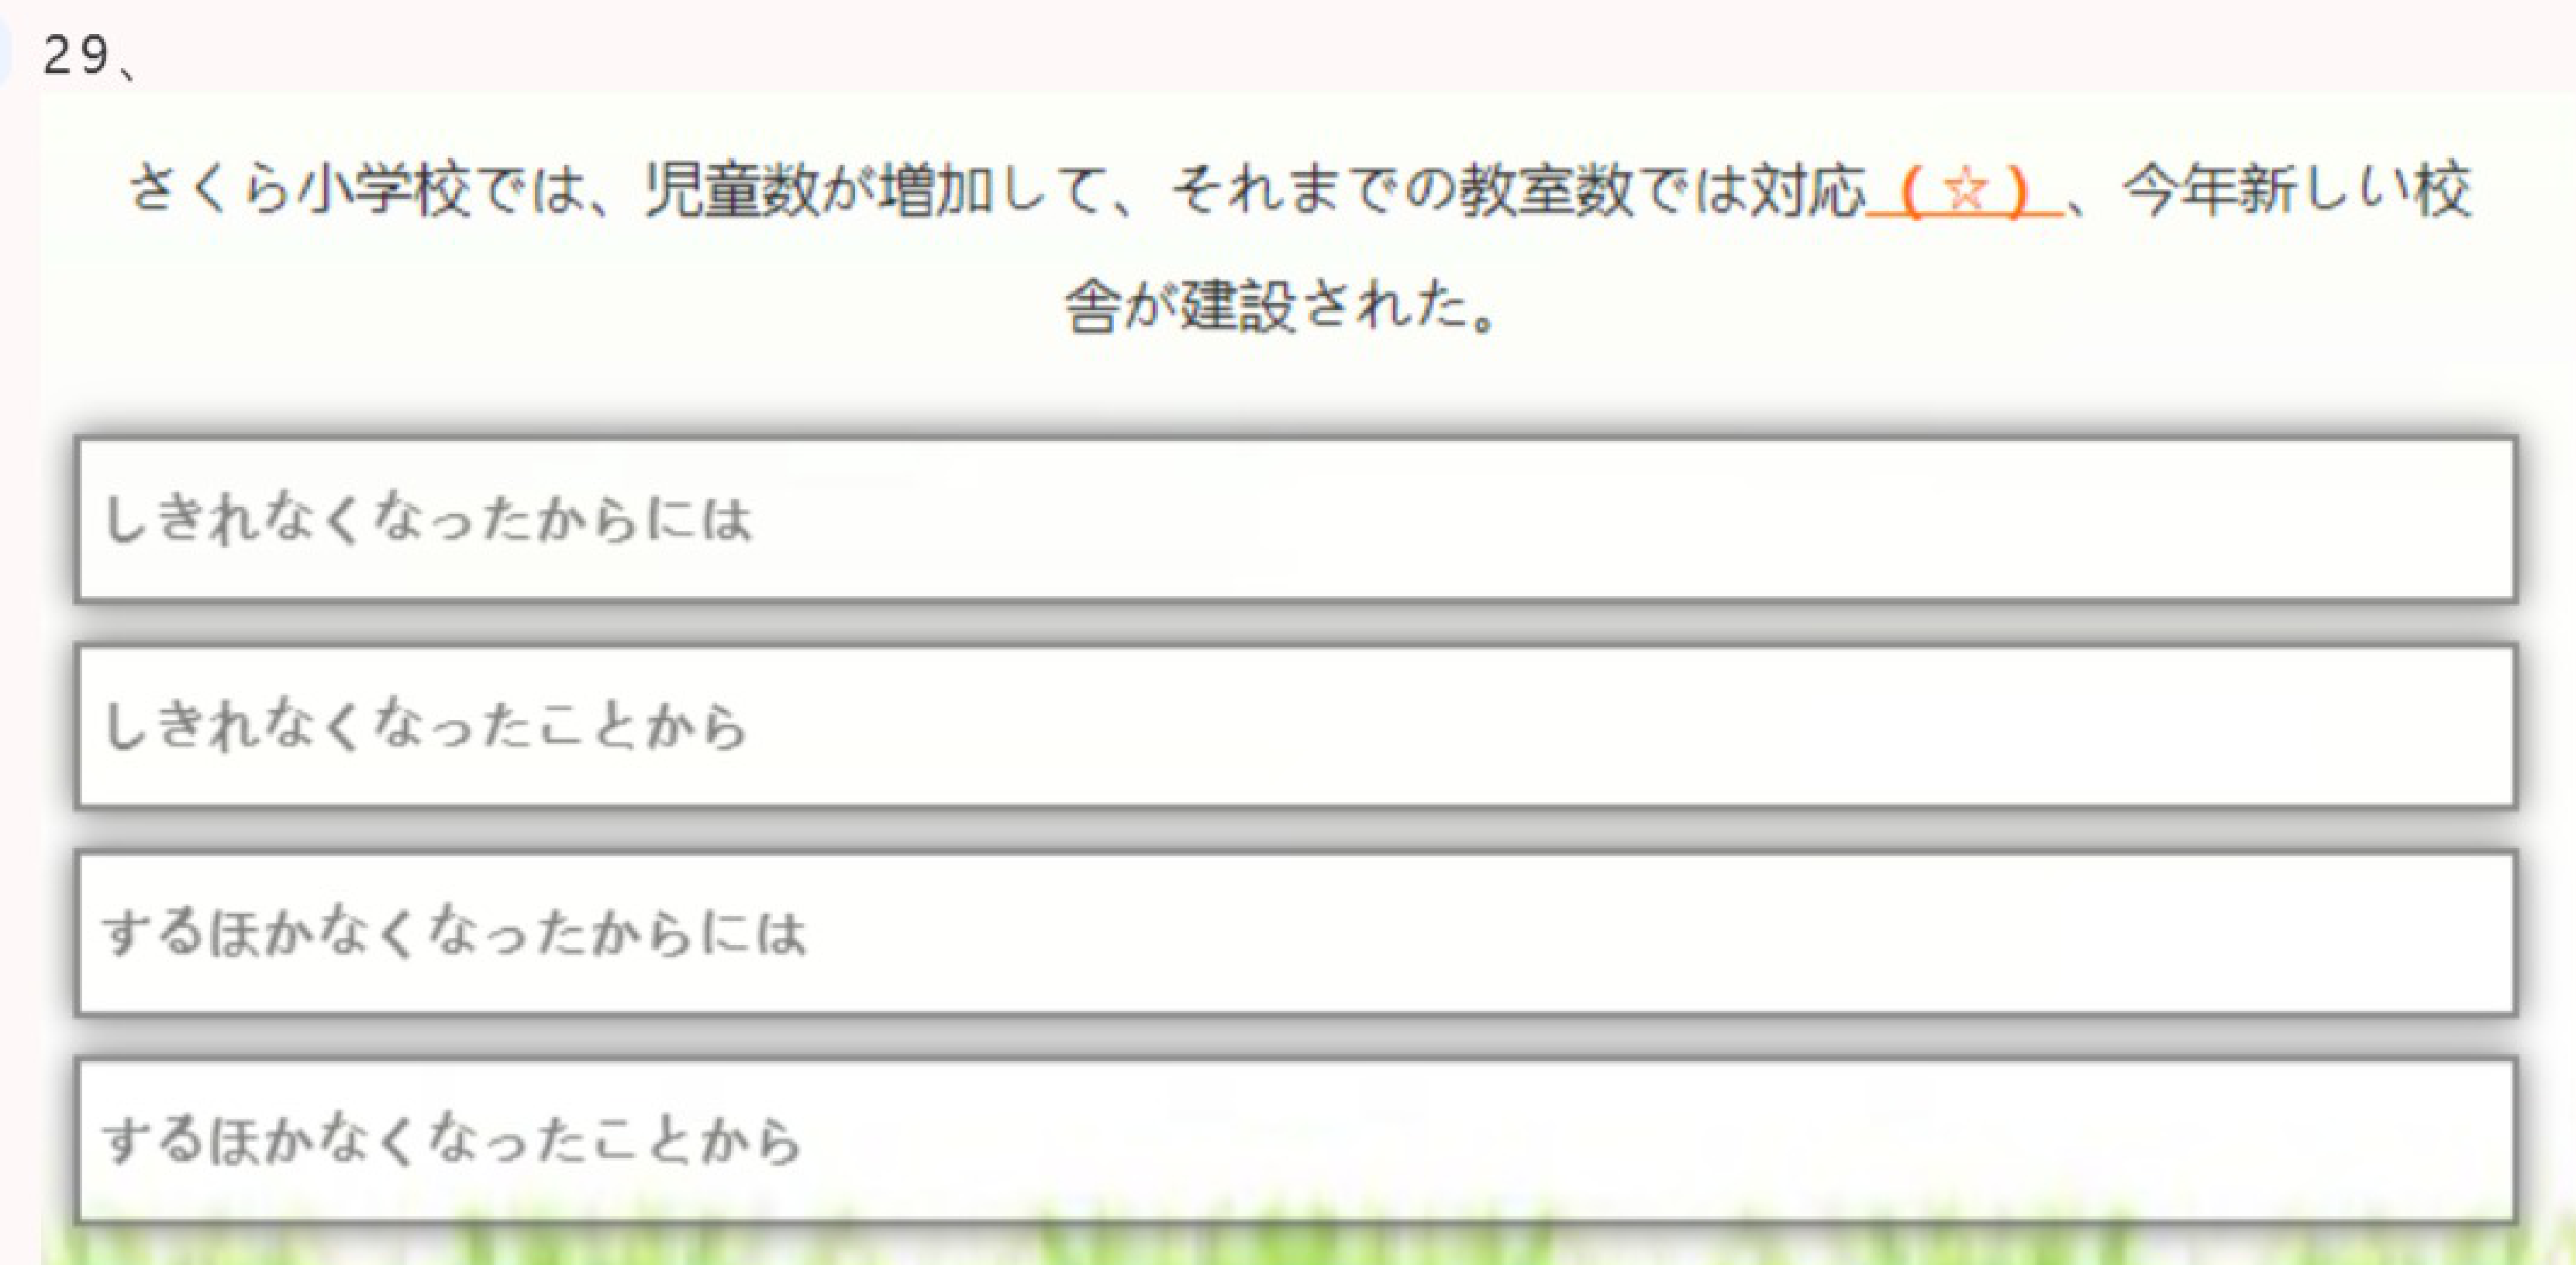 29、
さくら小学校では、児童数が増加して、それまでの教室数では対応 (☆) 、今年新しい校
舎が建設された。
しきれなくなったからには
しきれなくなったことから
するほかなくなったからには
するほかなくなったことから